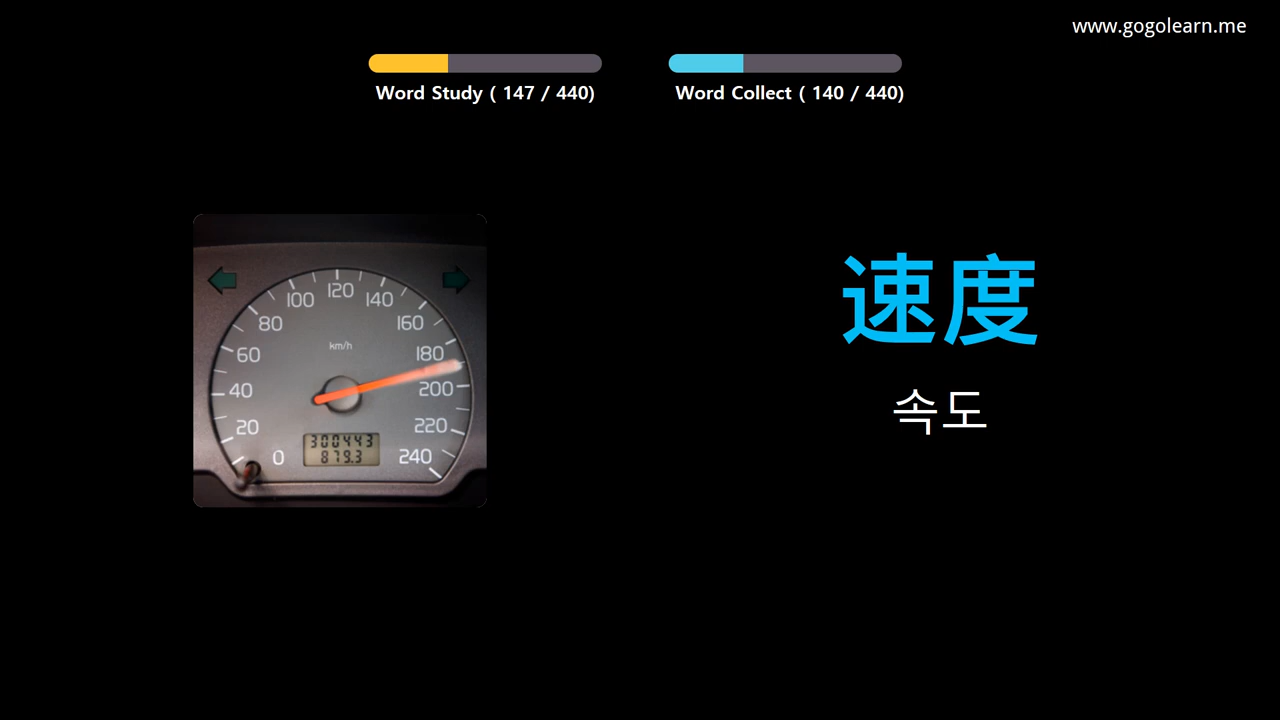 www.gogolearn.me
Word Study ( 147 / 440)
Word Collect ( 140 / 440)
120
100
140
80
160
km/h
60
180
40
200
20
220
0
240
300443
879.3
速度
속도